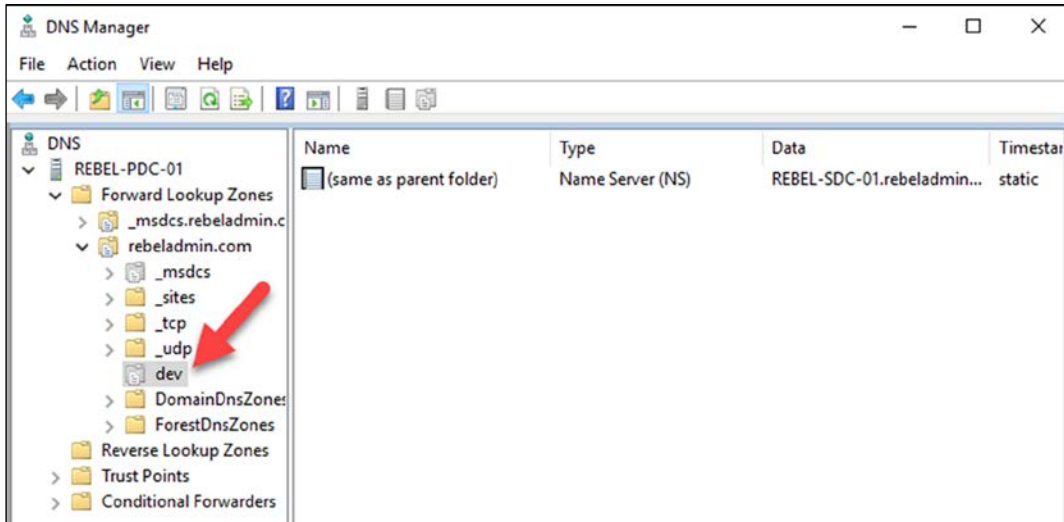 DNS Manager
File Action View Help
DNS
REBEL-PDC-01
Forward Lookup Zones
_msdcs.rebeladmin.c
rebeladmin.com
_msdcs
_sites
_tcp
_udp
dev
DomainDnsZones
ForestDnsZones
Reverse Lookup Zones
Trust Points
Conditional Forwarders
Name Type Data Timestar
(same as parent folder) Name Server (NS) REBEL-SDC-01.rebeladmin... static